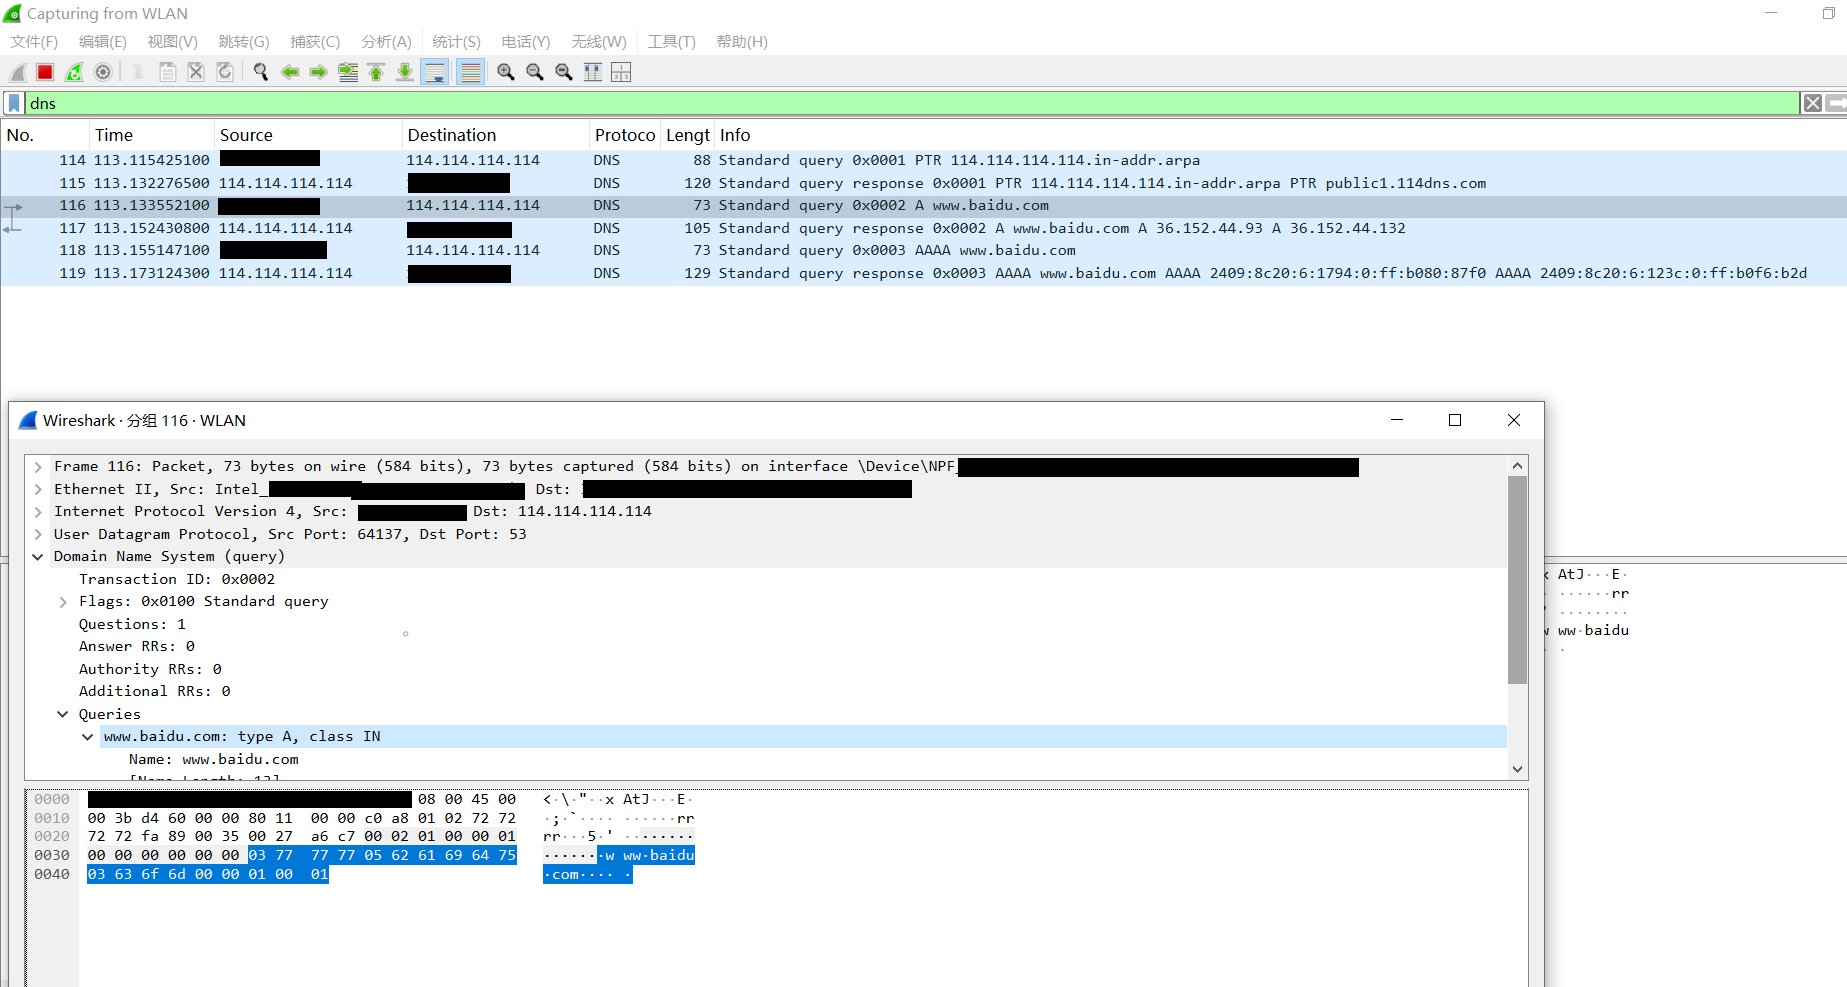 Capturing from WLAN
文件(F) 编辑(E) 视图(V) 跳转(G) 捕获(C) 分析(A) 统计(S) 电话(Y) 无线(W) 工具(T) 帮助(H)
dns
No. Time Source Destination Protoco Lengt Info
114 113.115425100 114.114.114.114 DNS 88 Standard query 0x0001 PTR 114.114.114.114.in-addr.arpa
115 113.132276500 114.114.114.114 DNS 120 Standard query response 0x0001 PTR 114.114.114.114.in-addr.arpa PTR public1.114dns.com
116 113.133552100 114.114.114.114 DNS 73 Standard query 0x0002 A www.baidu.com
117 113.152430800 114.114.114.114 DNS 105 Standard query response 0x0002 A www.baidu.com A 36.152.44.93 A 36.152.44.132
118 113.155147100 114.114.114.114 DNS 73 Standard query 0x0003 AAAA www.baidu.com
119 113.173124300 114.114.114.114 DNS 129 Standard query response 0x0003 AAAA www.baidu.com AAAA 2409:8c20:6:1794:0:ff:b080:87f0 AAAA 2409:8c20:6:123c:0:ff:b0f6:b2d
Wireshark · 分组 116 · WLAN
Frame 116: Packet, 73 bytes on wire (584 bits), 73 bytes captured (584 bits) on interface \Device\NPF_
Ethernet II, Src: Intel_ Dst:
Internet Protocol Version 4, Src: Dst: 114.114.114.114
User Datagram Protocol, Src Port: 64137, Dst Port: 53
Domain Name System (query)
Transaction ID: 0x0002
Flags: 0x0100 Standard query
Questions: 1
Answer RRs: 0
Authority RRs: 0
Additional RRs: 0
Queries
www.baidu.com: type A, class IN
Name: www.baidu.com
[Name Length: 13]
0000 08 00 45 00 <·\·"··x AtJ···E·
0010 00 3b d4 60 00 00 80 11 00 00 c0 a8 01 02 72 72 ·;·`···· ······rr
0020 72 72 fa 89 00 35 00 27 a6 c7 00 02 01 00 00 01 rr···5·' ········
0030 00 00 00 00 00 00 03 77 77 77 05 62 61 69 64 75 ·······w ww·baidu
0040 03 63 6f 6d 00 00 01 00 01 ·com···· ·
x AtJ···E·
······rr
' ········
w ww·baidu